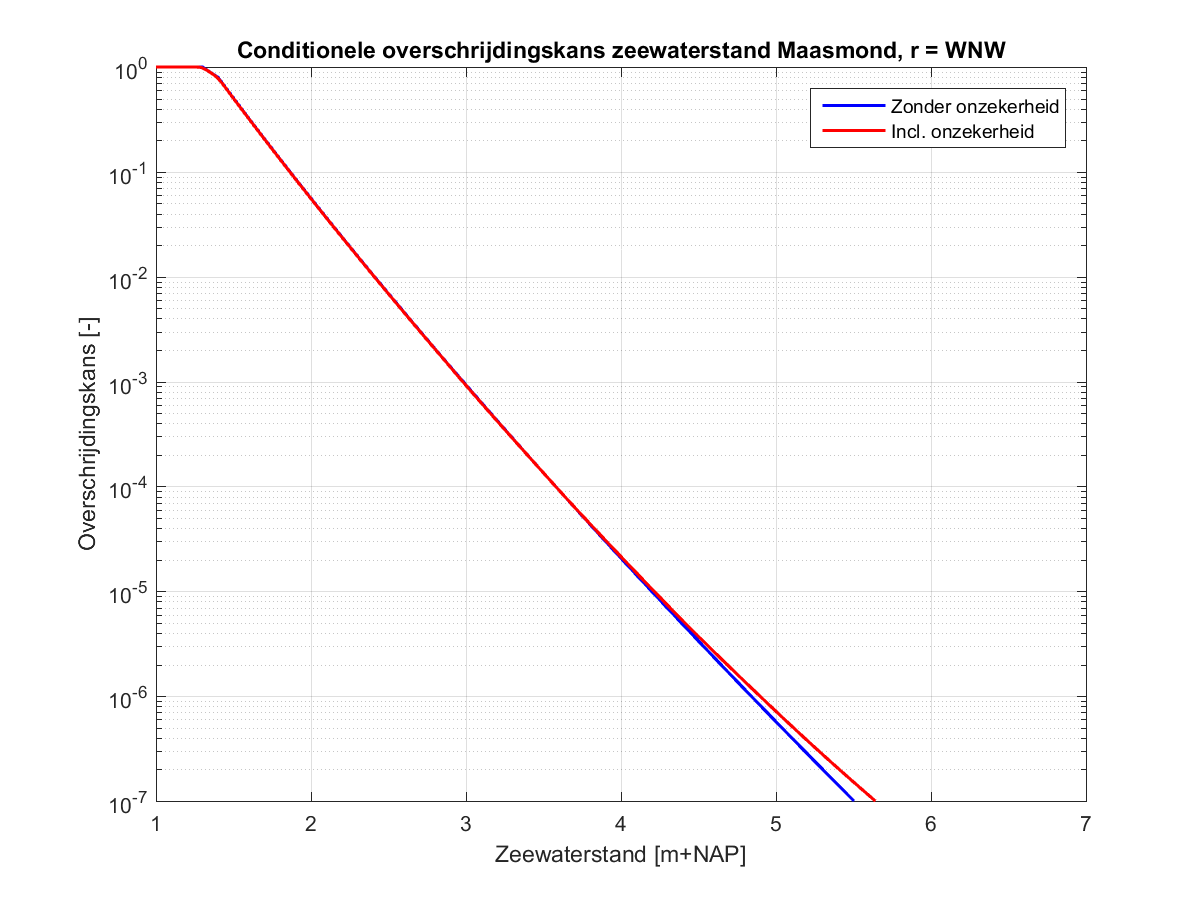 Conditionele overschrijdingskans zeewaterstand Maasmond, r = WNW
Zonder onzekerheid
Incl. onzekerheid
Overschrijdingskans [-]
10^0
10^-1
10^-2
10^-3
10^-4
10^-5
10^-6
10^-7
1 2 3 4 5 6 7
Zeewaterstand [m+NAP]